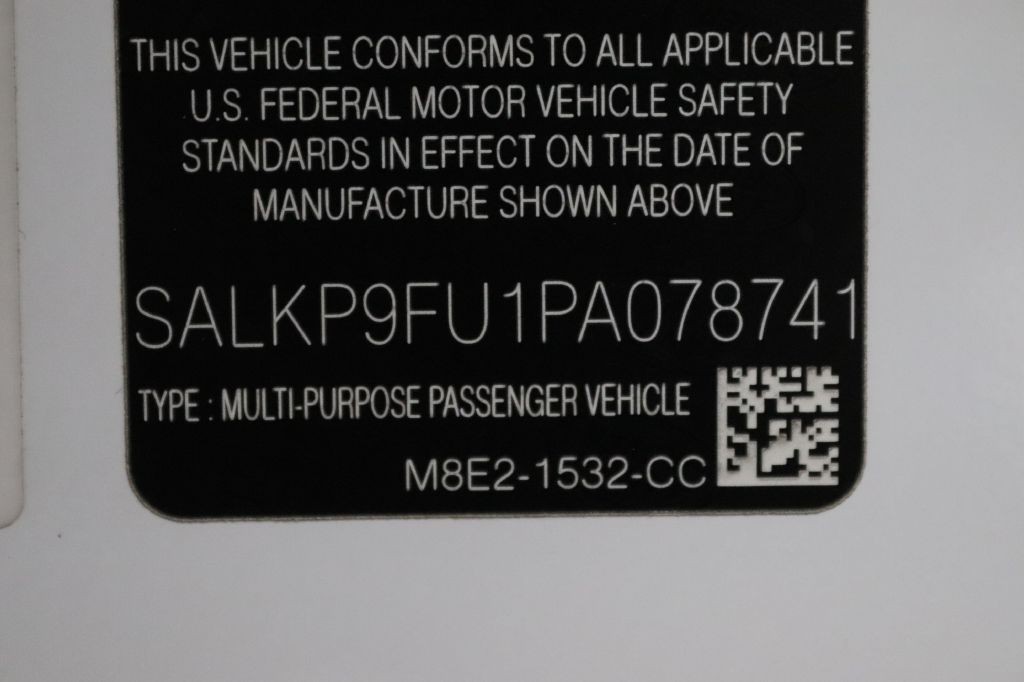 THIS VEHICLE CONFORMS TO ALL APPLICABLE
U.S. FEDERAL MOTOR VEHICLE SAFETY
STANDARDS IN EFFECT ON THE DATE OF
MANUFACTURE SHOWN ABOVE
SALKP9FU1PA078741
TYPE : MULTI-PURPOSE PASSENGER VEHICLE
M8E2-1532-CC